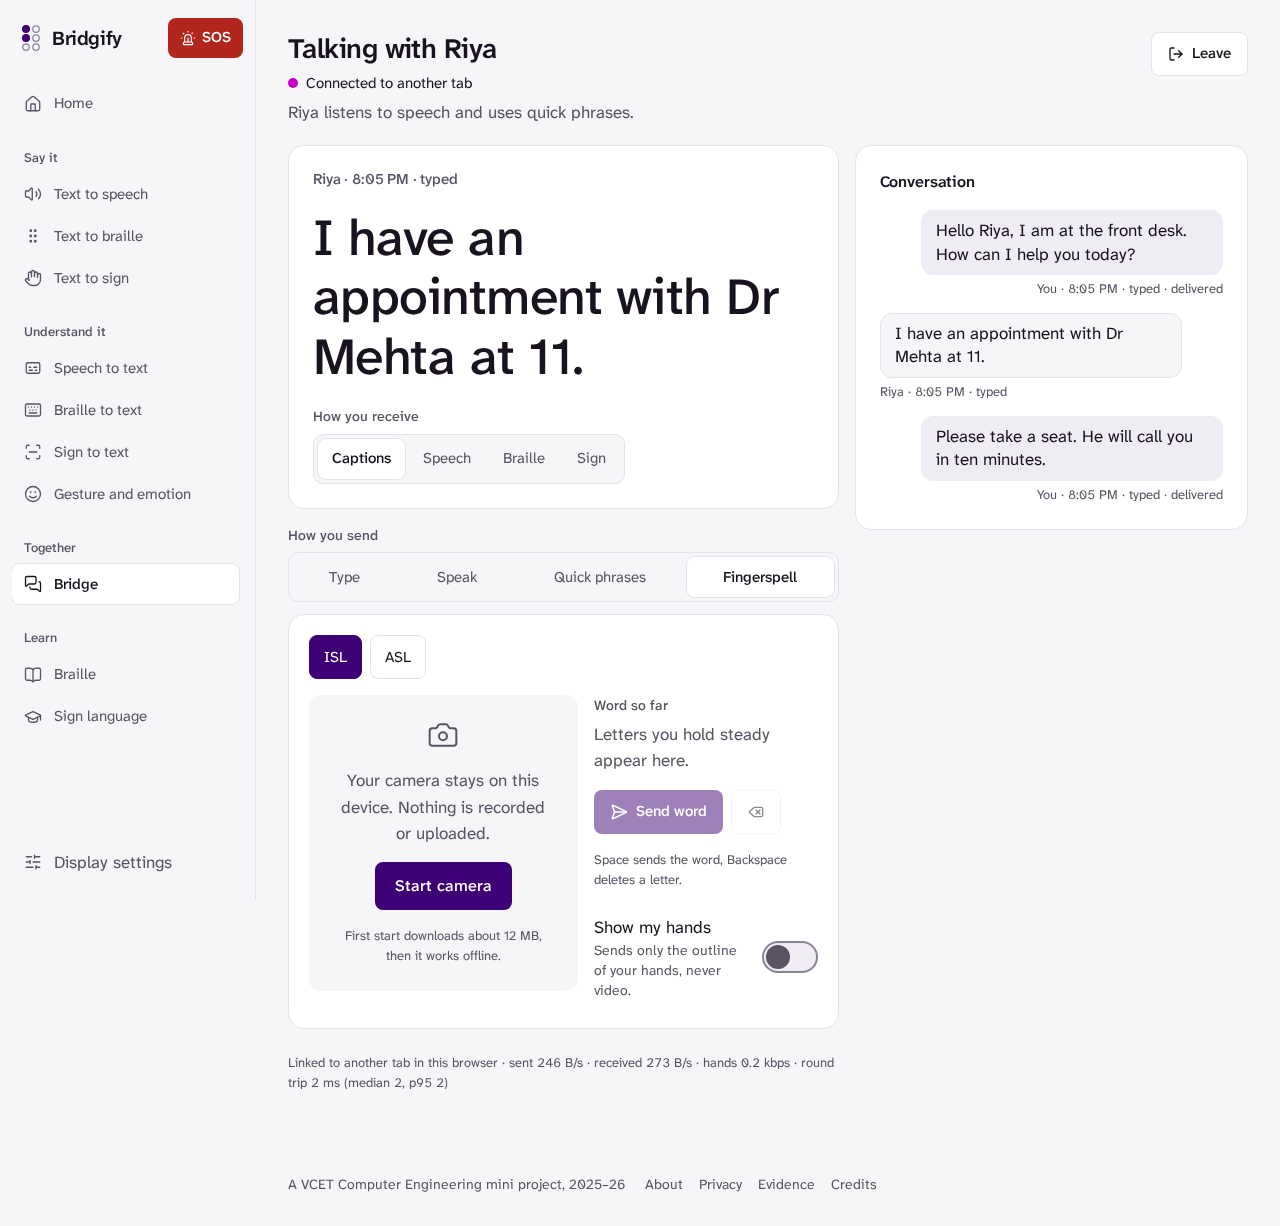 Bridgify
SOS
Home
Say it
Text to speech
Text to braille
Text to sign
Understand it
Speech to text
Braille to text
Sign to text
Gesture and emotion
Together
Bridge
Learn
Braille
Sign language
Display settings
Talking with Riya
Connected to another tab
Riya listens to speech and uses quick phrases.
Leave
Riya · 8:05 PM · typed
I have an
appointment with Dr
Mehta at 11.
How you receive
Captions Speech Braille Sign
How you send
Type Speak Quick phrases Fingerspell
ISL ASL
Your camera stays on this
device. Nothing is recorded
or uploaded.
Start camera
First start downloads about 12 MB,
then it works offline.
Word so far
Letters you hold steady
appear here.
Send word
Space sends the word, Backspace
deletes a letter.
Show my hands
Sends only the outline
of your hands, never
video.
Linked to another tab in this browser · sent 246 B/s · received 273 B/s · hands 0.2 kbps · round
trip 2 ms (median 2, p95 2)
Conversation
Hello Riya, I am at the front desk.
How can I help you today?
You · 8:05 PM · typed · delivered
I have an appointment with Dr
Mehta at 11.
Riya · 8:05 PM · typed
Please take a seat. He will call you
in ten minutes.
You · 8:05 PM · typed · delivered
A VCET Computer Engineering mini project, 2025–26 About Privacy Evidence Credits